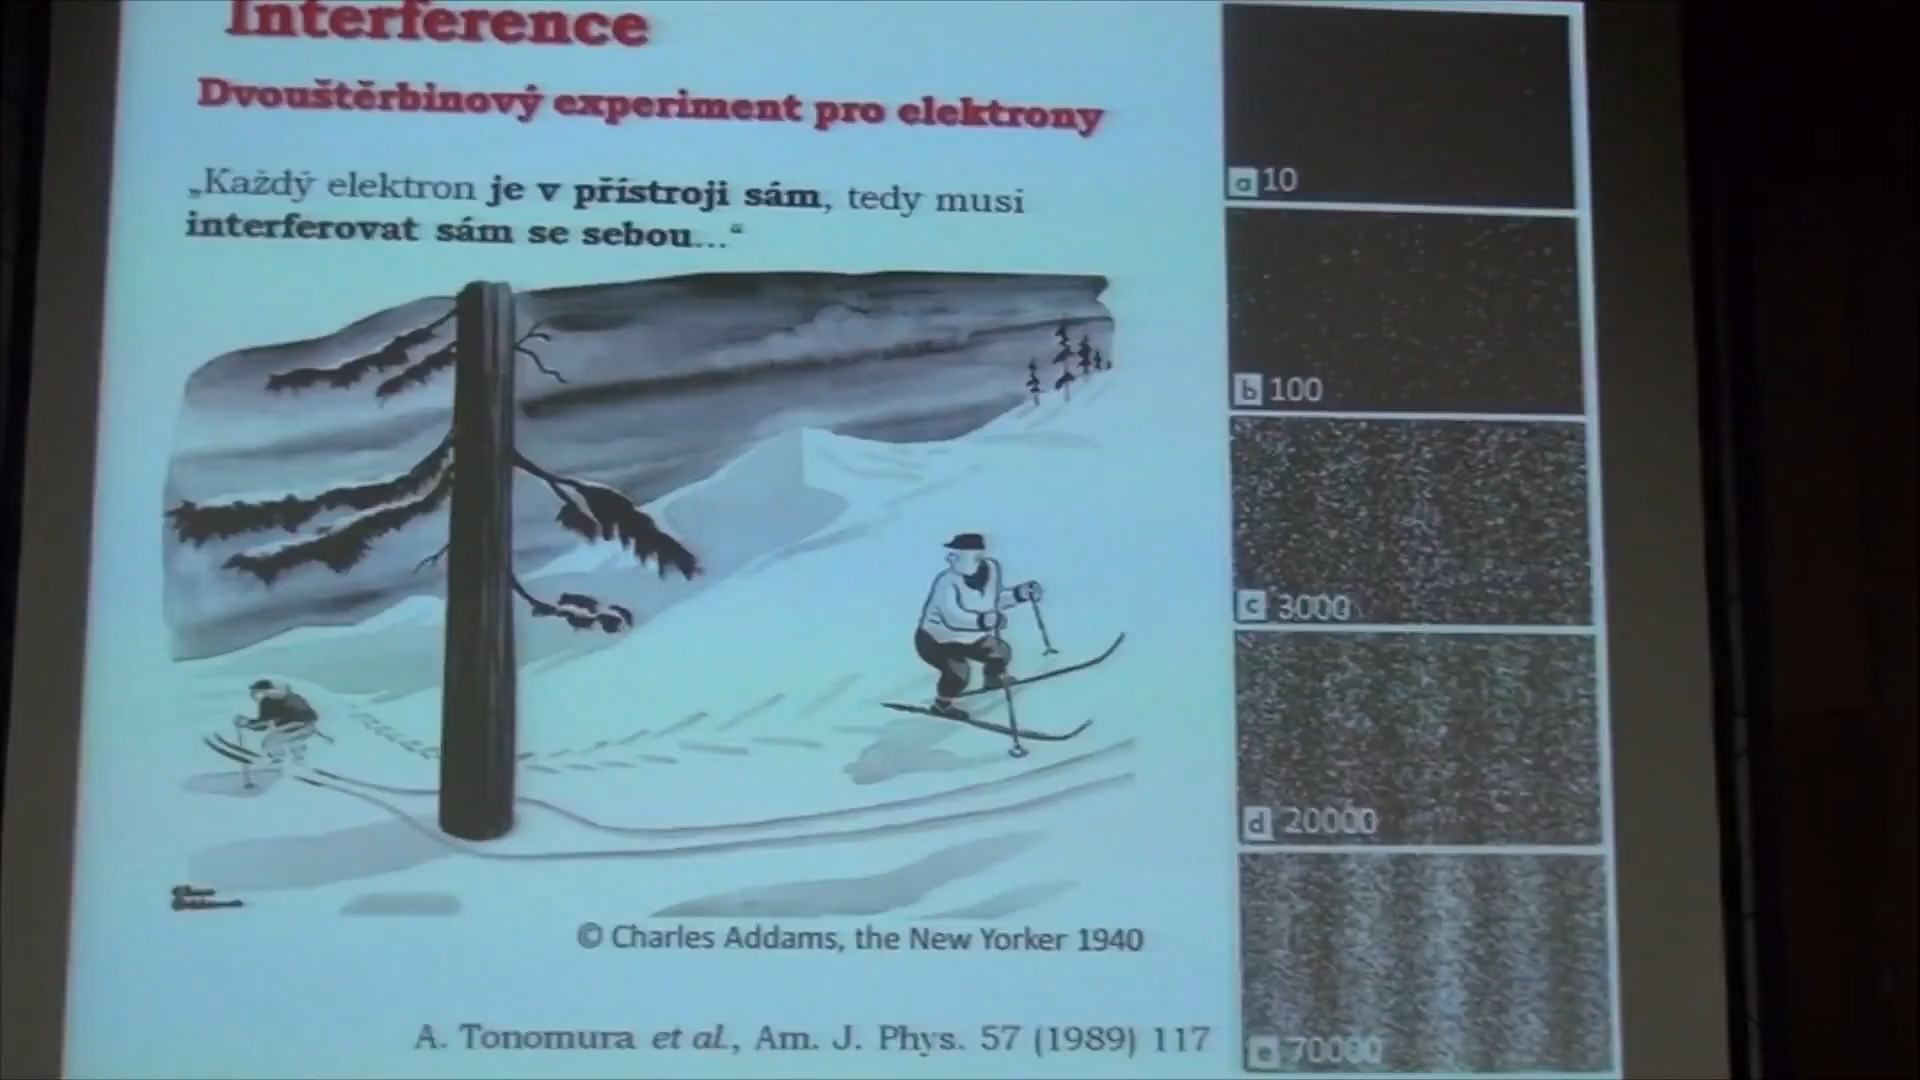 Interference
Dvouštěrbinový experiment pro elektrony
„Každý elektron je v přístroji sám, tedy musí
interferovat sám se sebou...“
© Charles Addams, the New Yorker 1940
A. Tonomura et al., Am. J. Phys. 57 (1989) 117
a 10
b 100
c 3000
d 20000
e 70000